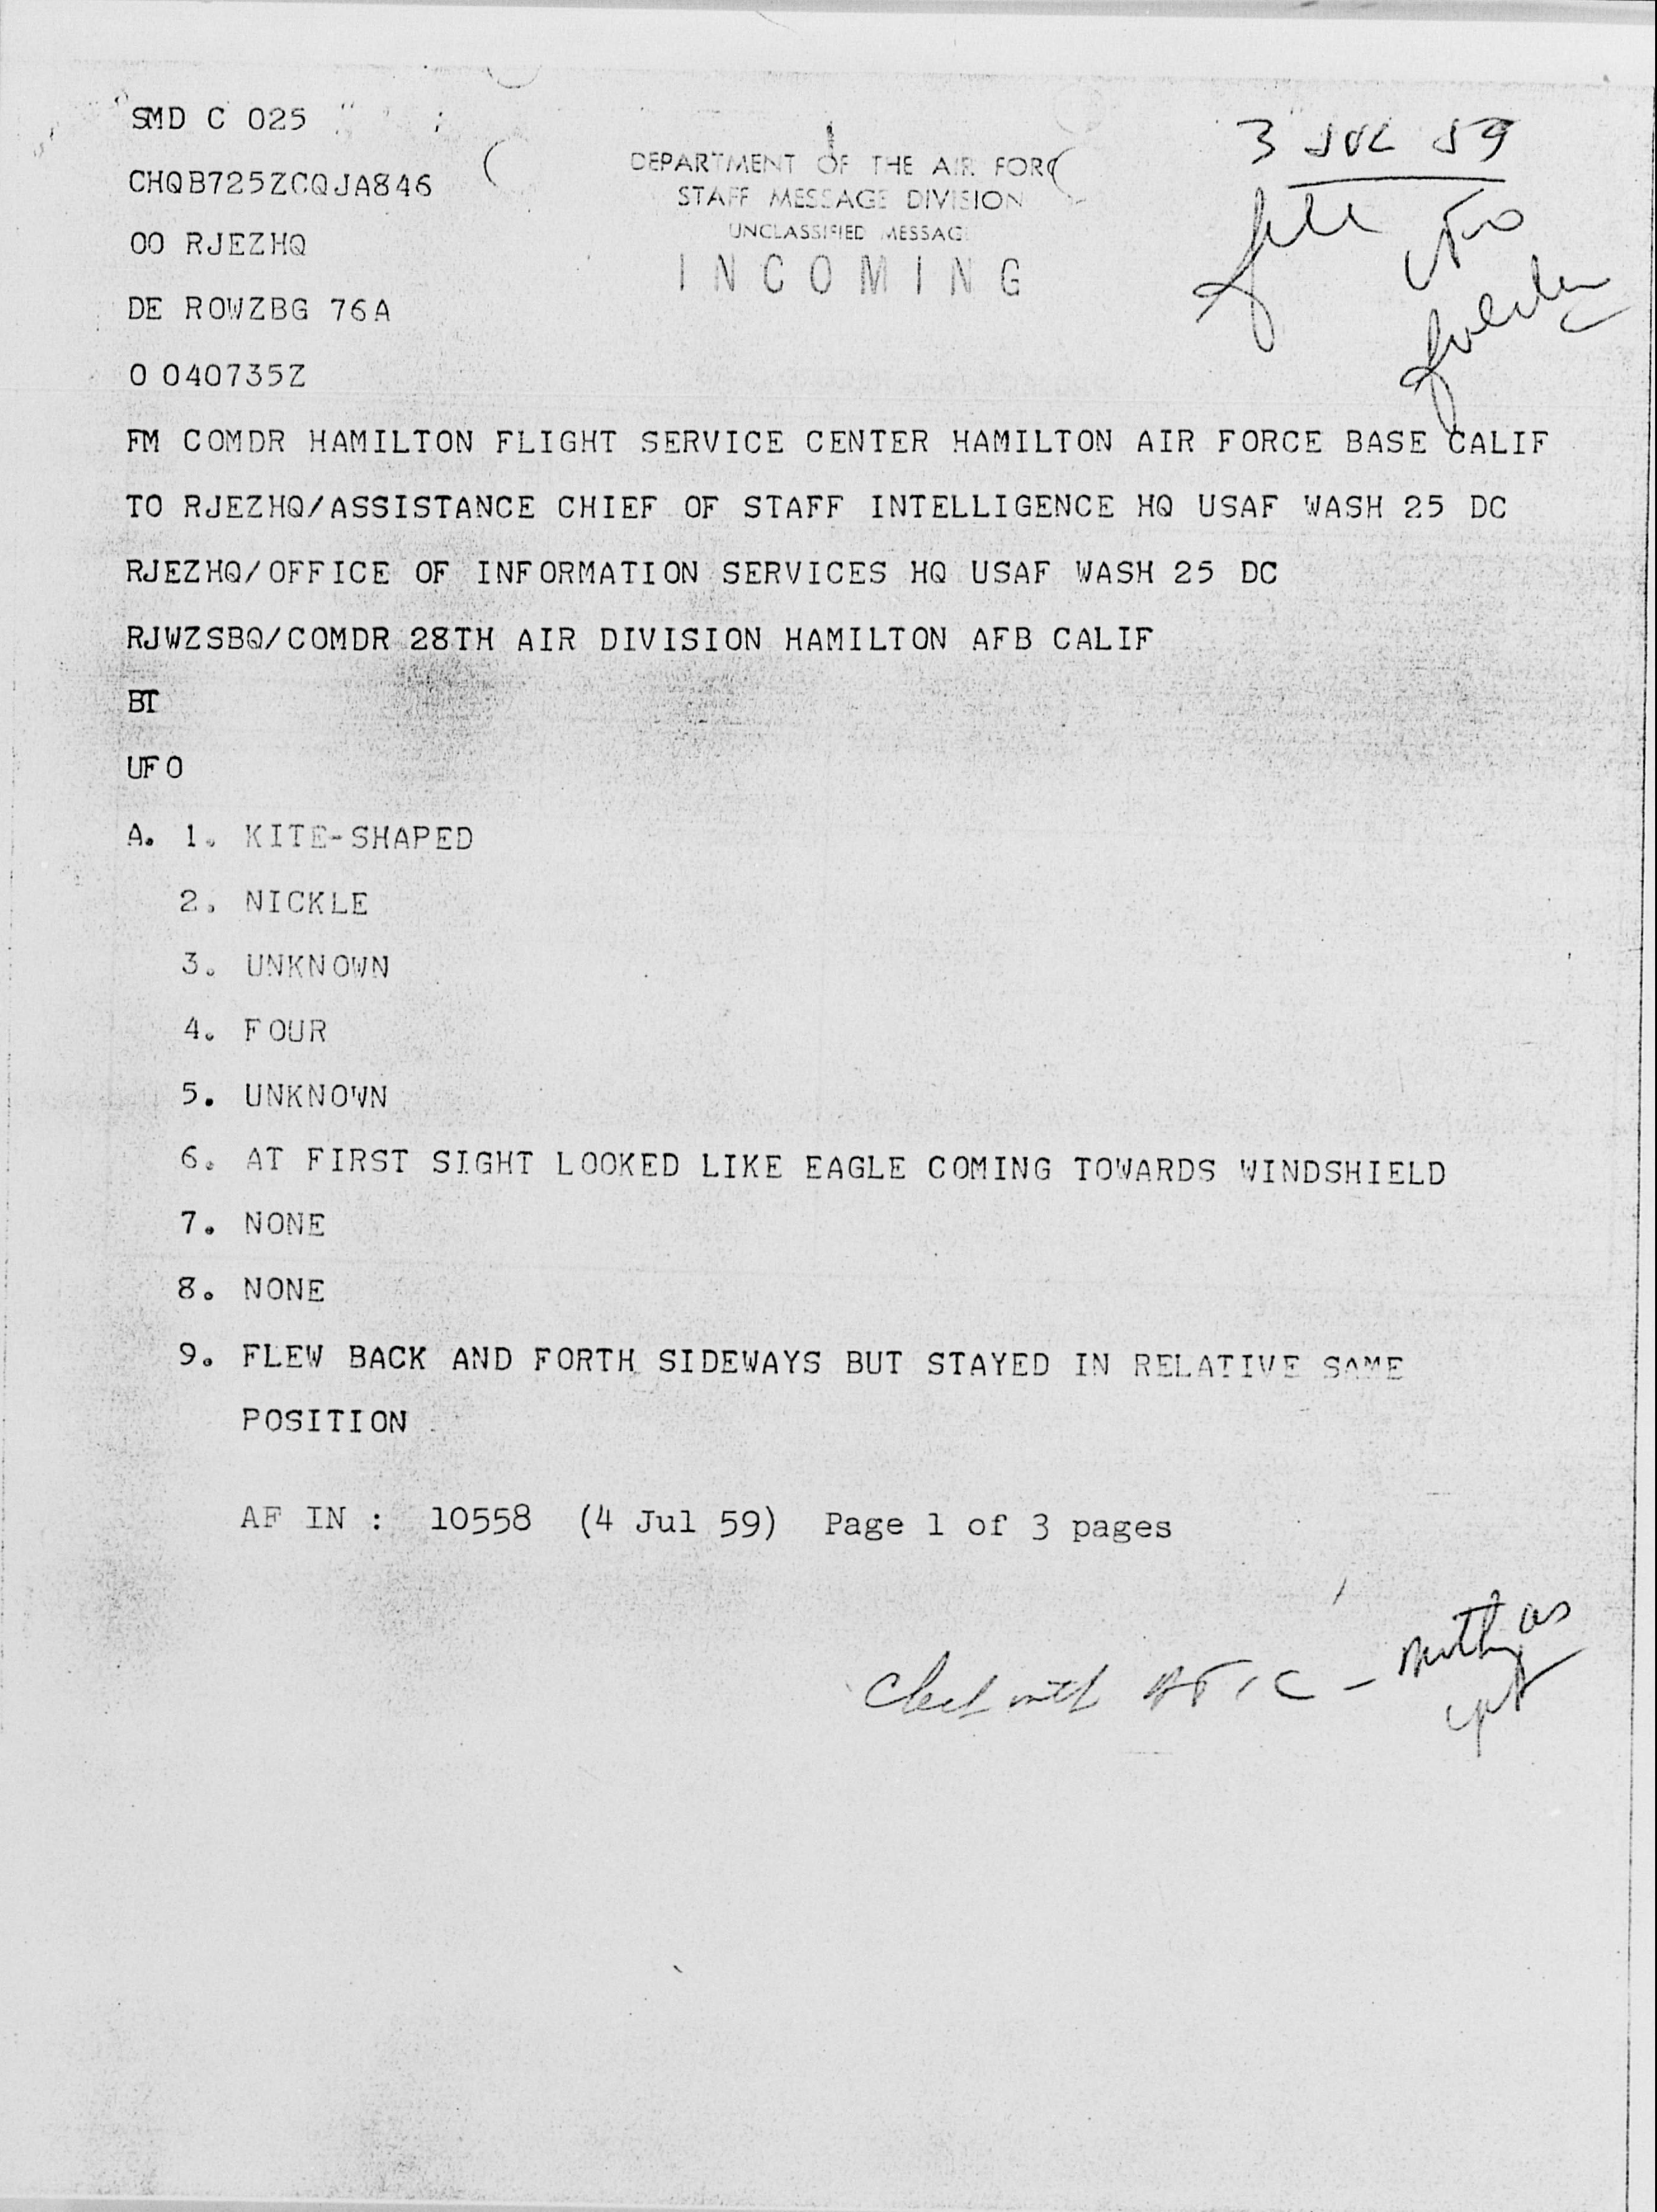 SMD C 025
CHQB725ZCQJA846
OO RJEZHQ
DE ROWZBG 76A
O 040735Z
DEPARTMENT OF THE AIR FORC
STAFF MESSAGE DIVISION
UNCLASSIFIED MESSAGE
INCOMING
3 JUL 59
file
FM COMDR HAMILTON FLIGHT SERVICE CENTER HAMILTON AIR FORCE BASE CALIF
TO RJEZHQ/ASSISTANCE CHIEF OF STAFF INTELLIGENCE HQ USAF WASH 25 DC
RJEZHQ/OFFICE OF INFORMATION SERVICES HQ USAF WASH 25 DC
RJWZSBQ/COMDR 28TH AIR DIVISION HAMILTON AFB CALIF
BT
UFO
A. 1. KITE-SHAPED
2. NICKLE
3. UNKNOWN
4. FOUR
5. UNKNOWN
6. AT FIRST SIGHT LOOKED LIKE EAGLE COMING TOWARDS WINDSHIELD
7. NONE
8. NONE
9. FLEW BACK AND FORTH SIDEWAYS BUT STAYED IN RELATIVE SAME
POSITION
AF IN : 10558 (4 Jul 59) Page 1 of 3 pages
with ATIC -